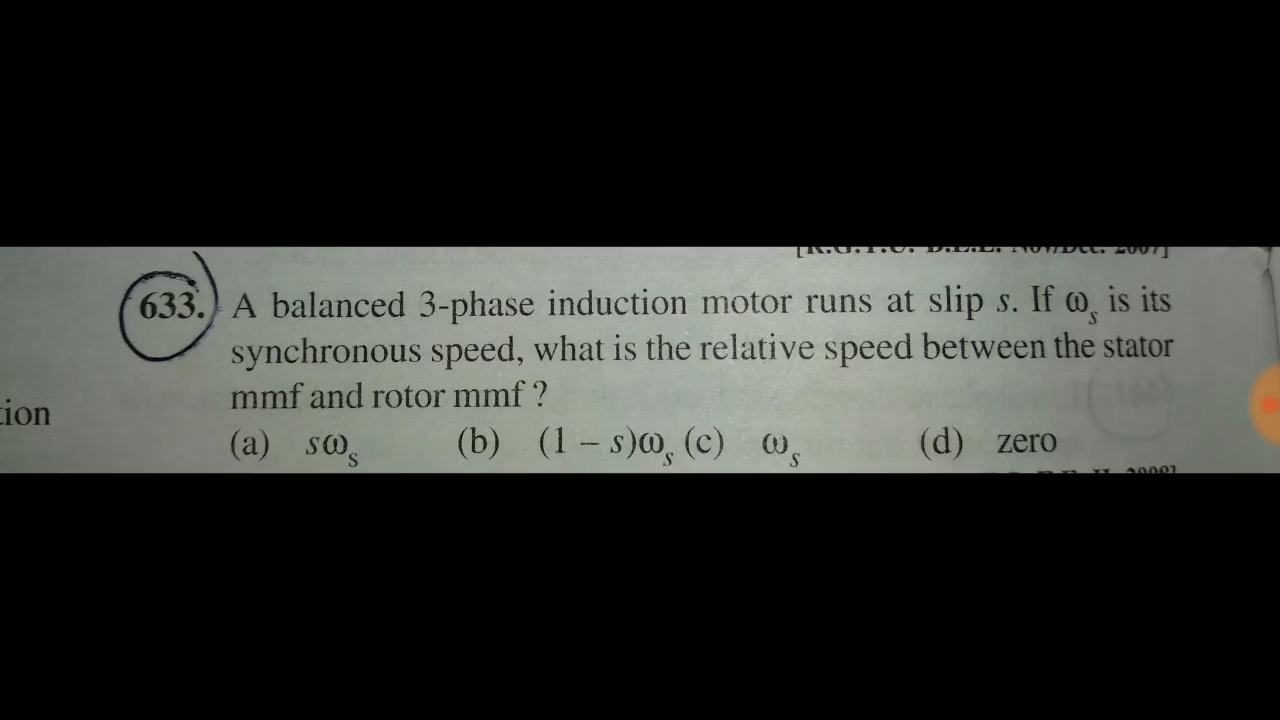 633. A balanced 3-phase induction motor runs at slip s. If ωs is its
synchronous speed, what is the relative speed between the stator
mmf and rotor mmf ?
tion
(a) sωs (b) (1 – s)ωs (c) ωs (d) zero